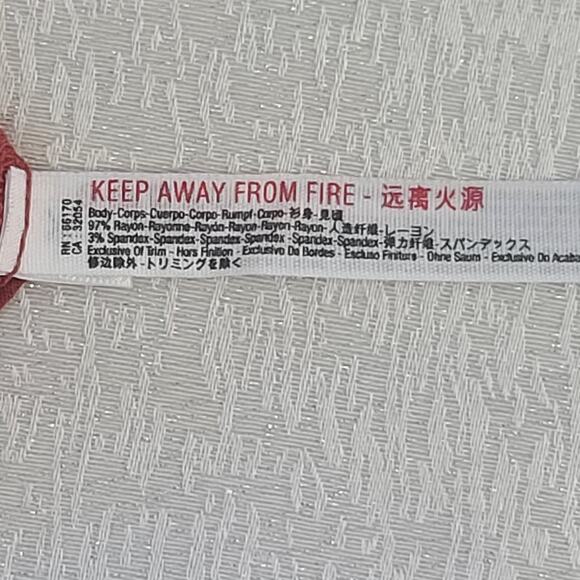 KEEP AWAY FROM FIRE - 远离火源
Body-Corps-Cuerpo-Corpo-Rumpf-Corpo-衫身-見頃
97% Rayon-Rayonne-Rayón-Rayon-Rayon-Rayon-人造纤维-レーヨン
3% Spandex-Spandex-Spandex-Spandex-Spandex-Spandex-弹力纤维-スパンデックス
Exclusive Of Trim - Hors Finition - Exclusivo De Bordes - Escluso Finiture - Ohne Saum - Exclusivo Do Acaba
修边除外-トリミングを除く
RN : 66170
CA : 32054